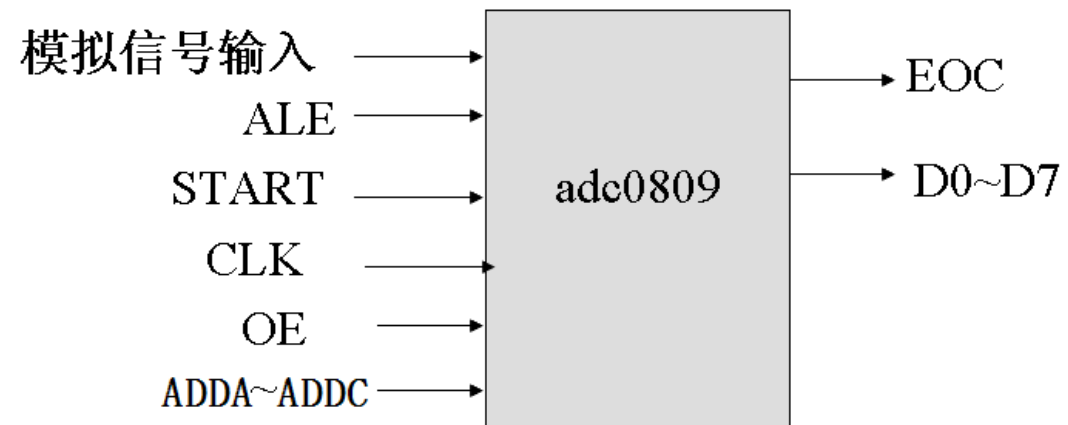 模拟信号输入
ALE
START
CLK
OE
ADDA~ADDC
adc0809
EOC
D0~D7